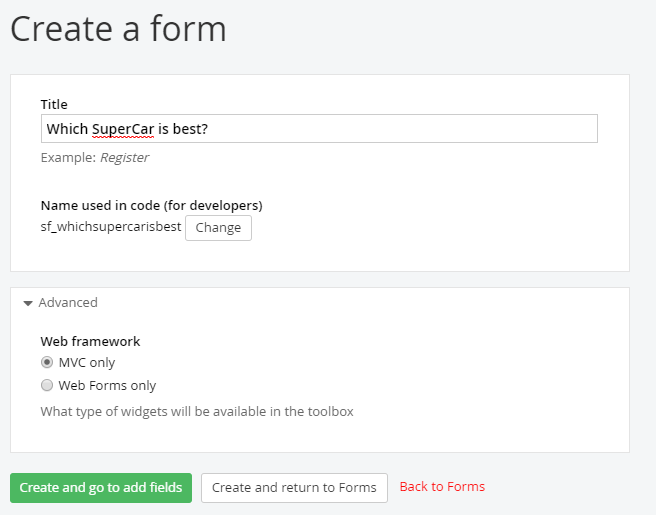 Create a form
Title
Which SuperCar is best?
Example: Register
Name used in code (for developers)
sf_whichsupercarisbest Change
Advanced
Web framework
MVC only
Web Forms only
What type of widgets will be available in the toolbox
Create and go to add fields Create and return to Forms Back to Forms